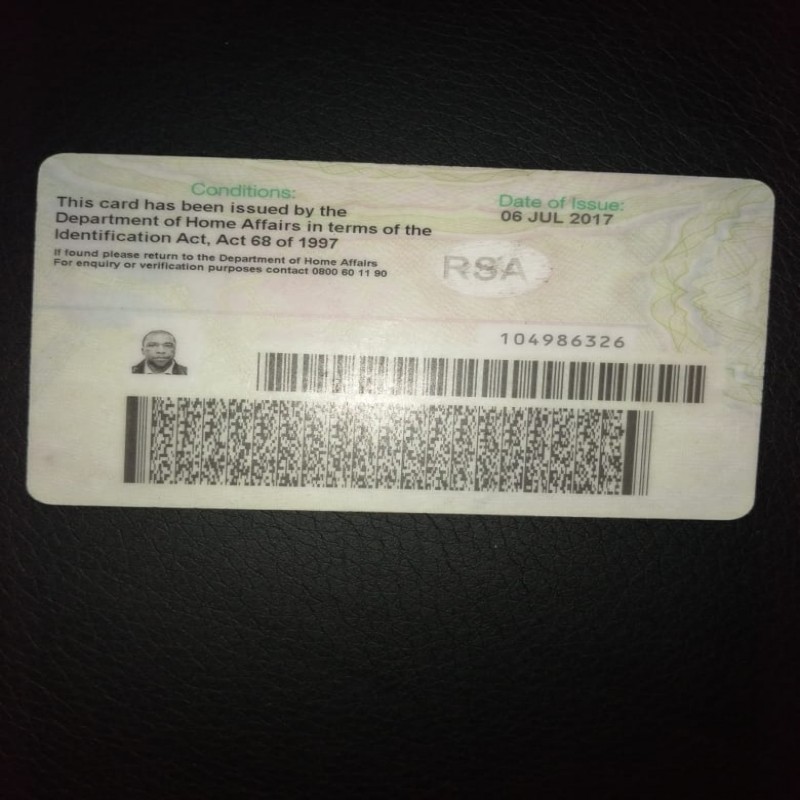 Conditions:
This card has been issued by the
Department of Home Affairs in terms of the
Identification Act, Act 68 of 1997
If found please return to the Department of Home Affairs
For enquiry or verification purposes contact 0800 60 11 90
Date of Issue:
06 JUL 2017
RSA
104986326